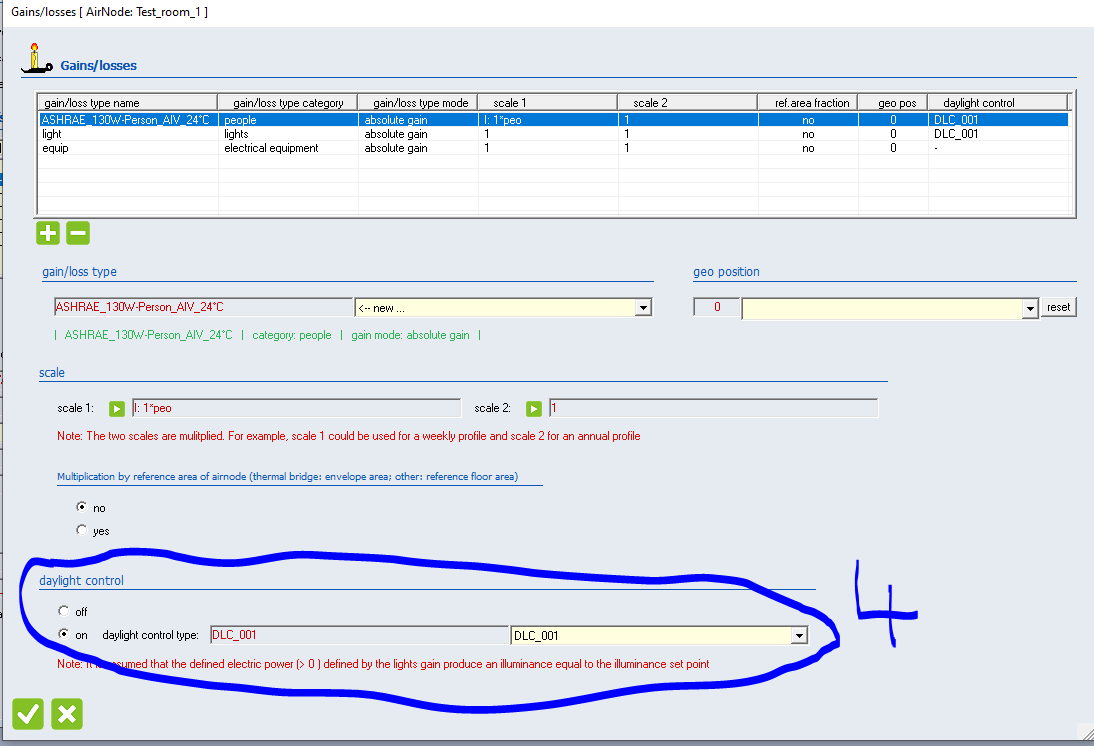 Gains/losses [ AirNode: Test_room_1 ]
Gains/losses
gain/loss type name gain/loss type category gain/loss type mode scale 1 scale 2 ref.area fraction geo pos daylight control
ASHRAE_130W-Person_AIV_24°C people absolute gain I: 1*peo 1 no 0 DLC_001
light lights absolute gain 1 1 no 0 DLC_001
equip electrical equipment absolute gain 1 1 no 0 -
gain/loss type geo position
ASHRAE_130W-Person_AIV_24°C <-- new ... 0 reset
| ASHRAE_130W-Person_AIV_24°C | category: people | gain mode: absolute gain |
scale
scale 1: I: 1*peo scale 2: 1
Note: The two scales are mulitplied. For example, scale 1 could be used for a weekly profile and scale 2 for an annual profile
Multiplication by reference area of airnode (thermal bridge: envelope area; other: reference floor area)
no
yes
daylight control
off
on daylight control type: DLC_001 DLC_001
Note: It is assumed that the defined electric power (> 0 ) defined by the lights gain produce an illuminance equal to the illuminance set point
4